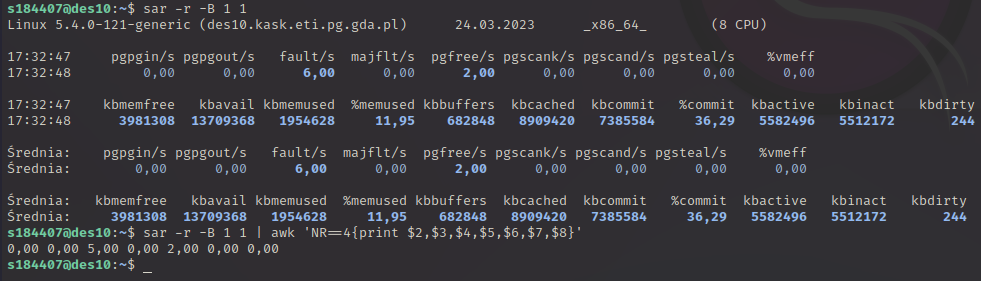 s184407@des10:~$ sar -r -B 1 1
Linux 5.4.0-121-generic (des10.kask.eti.pg.gda.pl) 24.03.2023 _x86_64_ (8 CPU)
17:32:47 pgpgin/s pgpgout/s fault/s majflt/s pgfree/s pgscank/s pgscand/s pgsteal/s %vmeff
17:32:48 0,00 0,00 6,00 0,00 2,00 0,00 0,00 0,00 0,00
17:32:47 kbmemfree kbavail kbmemused %memused kbbuffers kbcached kbcommit %commit kbactive kbinact kbdirty
17:32:48 3981308 13709368 1954628 11,95 682848 8909420 7385584 36,29 5582496 5512172 244
Średnia: pgpgin/s pgpgout/s fault/s majflt/s pgfree/s pgscank/s pgscand/s pgsteal/s %vmeff
Średnia: 0,00 0,00 6,00 0,00 2,00 0,00 0,00 0,00 0,00
Średnia: kbmemfree kbavail kbmemused %memused kbbuffers kbcached kbcommit %commit kbactive kbinact kbdirty
Średnia: 3981308 13709368 1954628 11,95 682848 8909420 7385584 36,29 5582496 5512172 244
s184407@des10:~$ sar -r -B 1 1 | awk 'NR==4{print $2,$3,$4,$5,$6,$7,$8}'
0,00 0,00 5,00 0,00 2,00 0,00 0,00
s184407@des10:~$ _